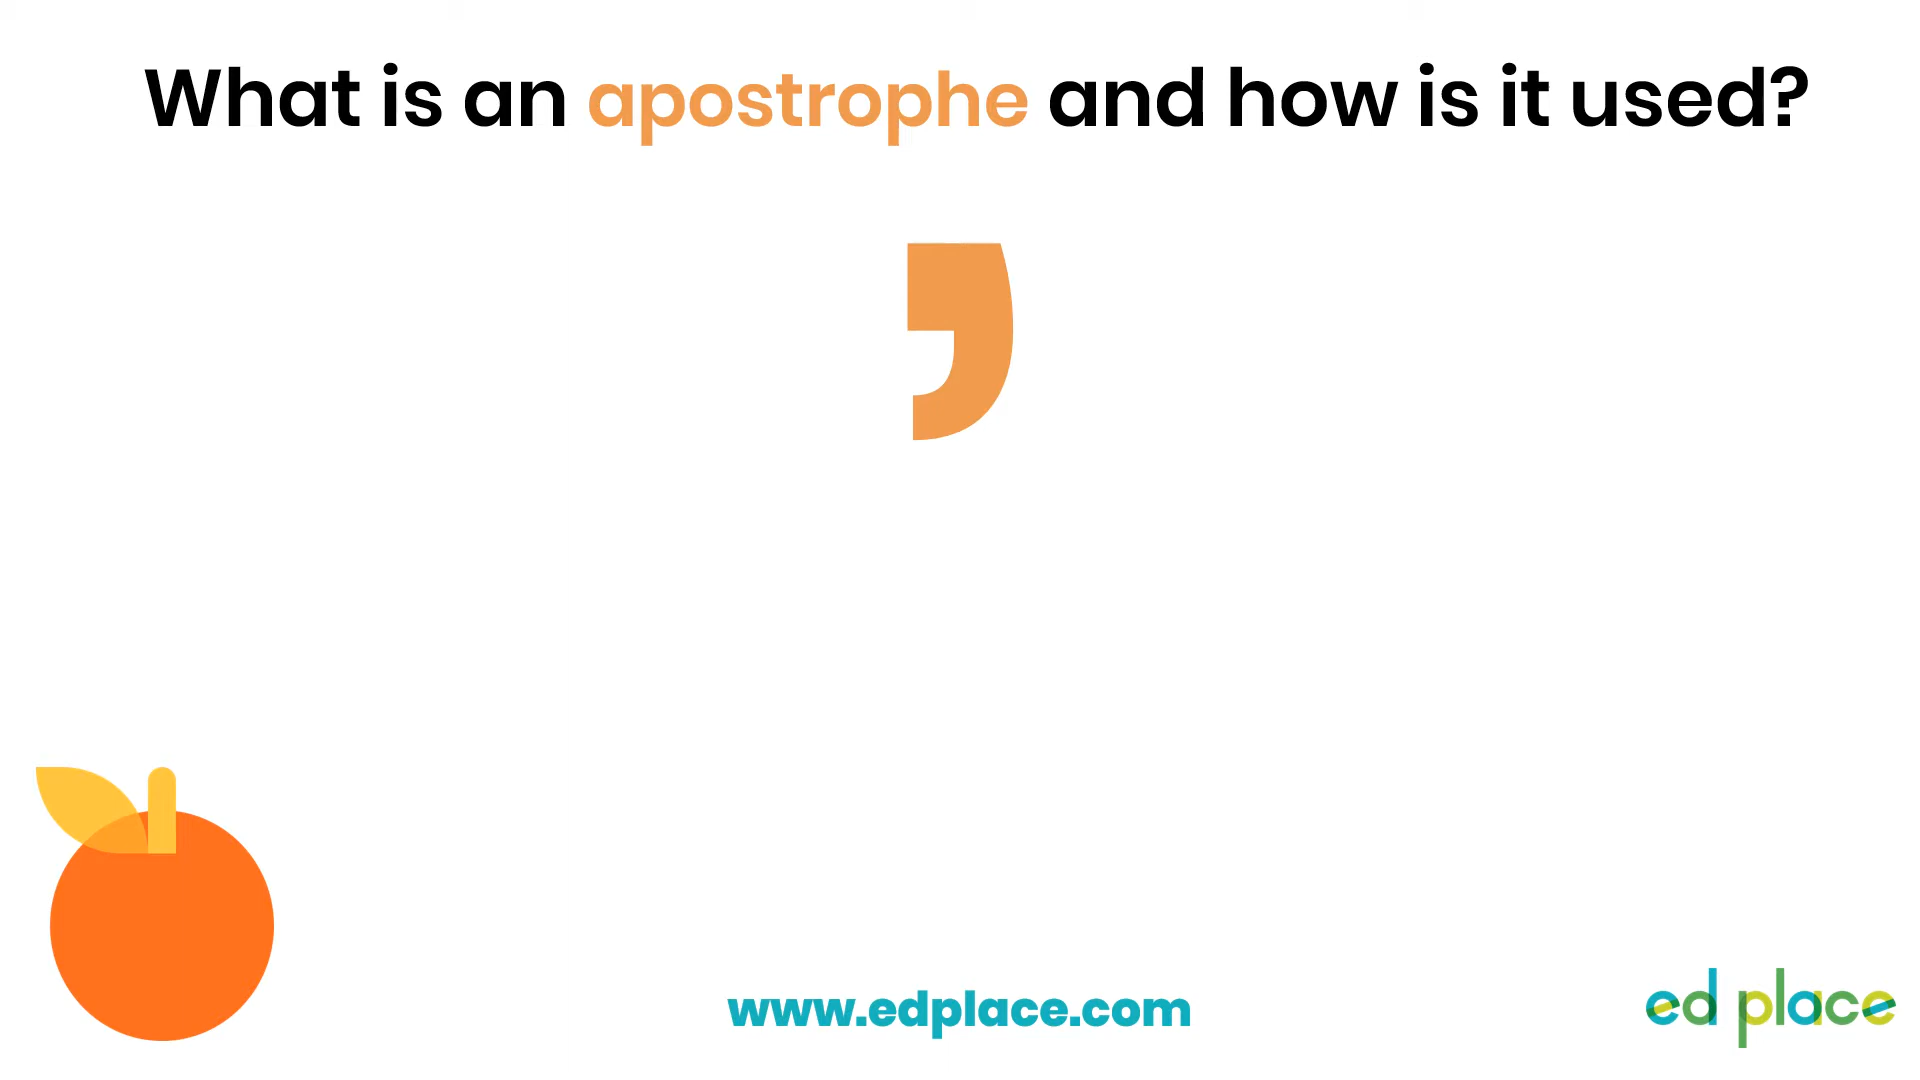 What is an apostrophe and how is it used?
’
www.edplace.com
ed place